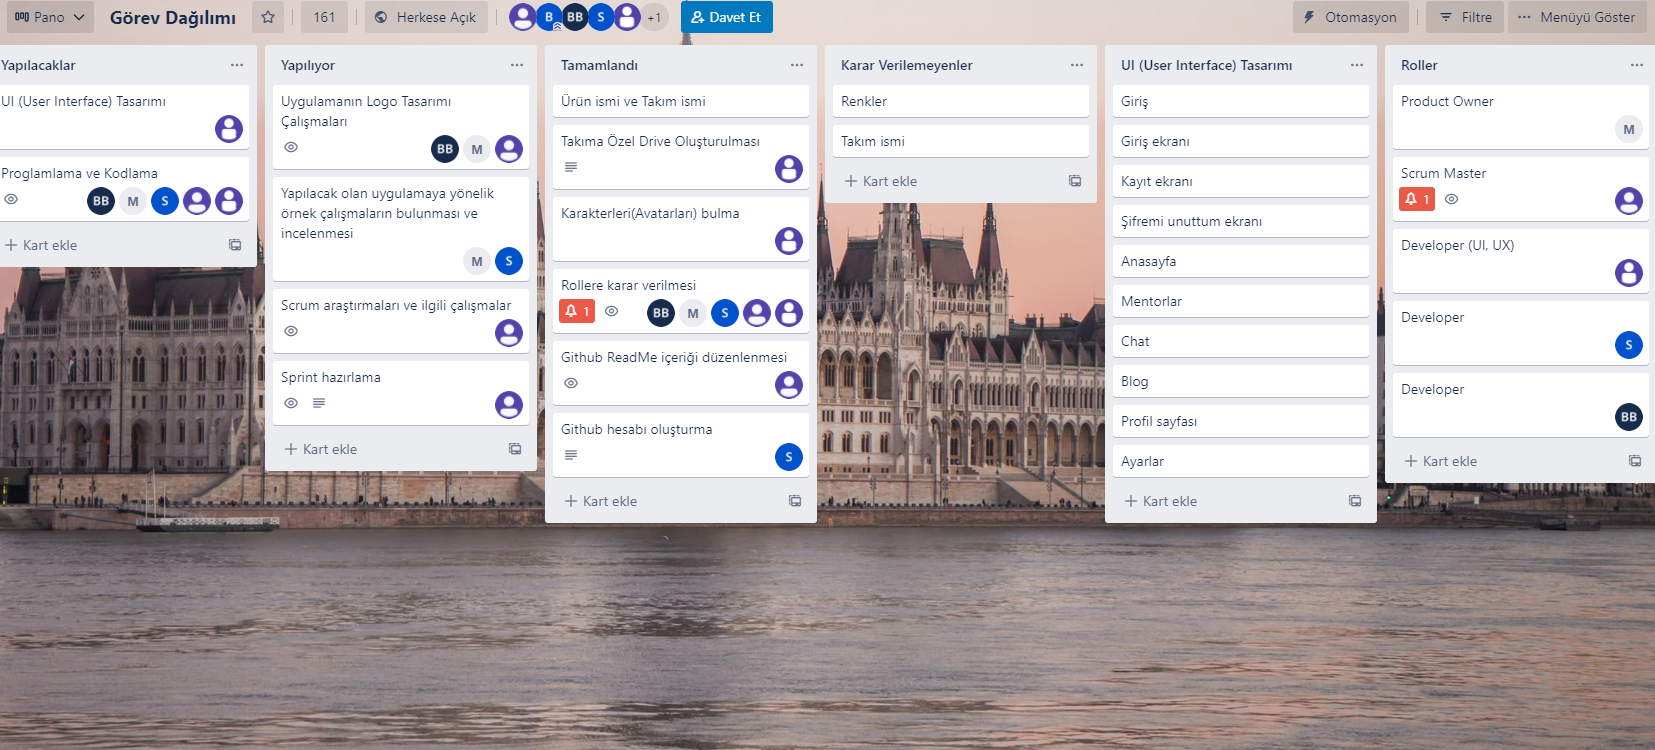 Pano
Görev Dağılımı
161
Herkese Açık
B
BB
S
+1
Davet Et
Otomasyon
Filtre
Menüyü Göster
Yapılacaklar
UI (User Interface) Tasarımı
Proglamlama ve Kodlama
BB
M
S
Kart ekle
Yapılıyor
Uygulamanın Logo Tasarımı
Çalışmaları
BB
M
Yapılacak olan uygulamaya yönelik
örnek çalışmaların bulunması ve
incelenmesi
M
S
Scrum araştırmaları ve ilgili çalışmalar
Sprint hazırlama
Kart ekle
Tamamlandı
Ürün ismi ve Takım ismi
Takıma Özel Drive Oluşturulması
Karakterleri(Avatarları) bulma
Rollere karar verilmesi
1
BB
M
S
Github ReadMe içeriği düzenlenmesi
Github hesabı oluşturma
S
Kart ekle
Karar Verilemeyenler
Renkler
Takım ismi
Kart ekle
UI (User Interface) Tasarımı
Giriş
Giriş ekranı
Kayıt ekranı
Şifremi unuttum ekranı
Anasayfa
Mentorlar
Chat
Blog
Profil sayfası
Ayarlar
Kart ekle
Roller
Product Owner
M
Scrum Master
1
Developer (UI, UX)
Developer
S
Developer
BB
Kart ekle